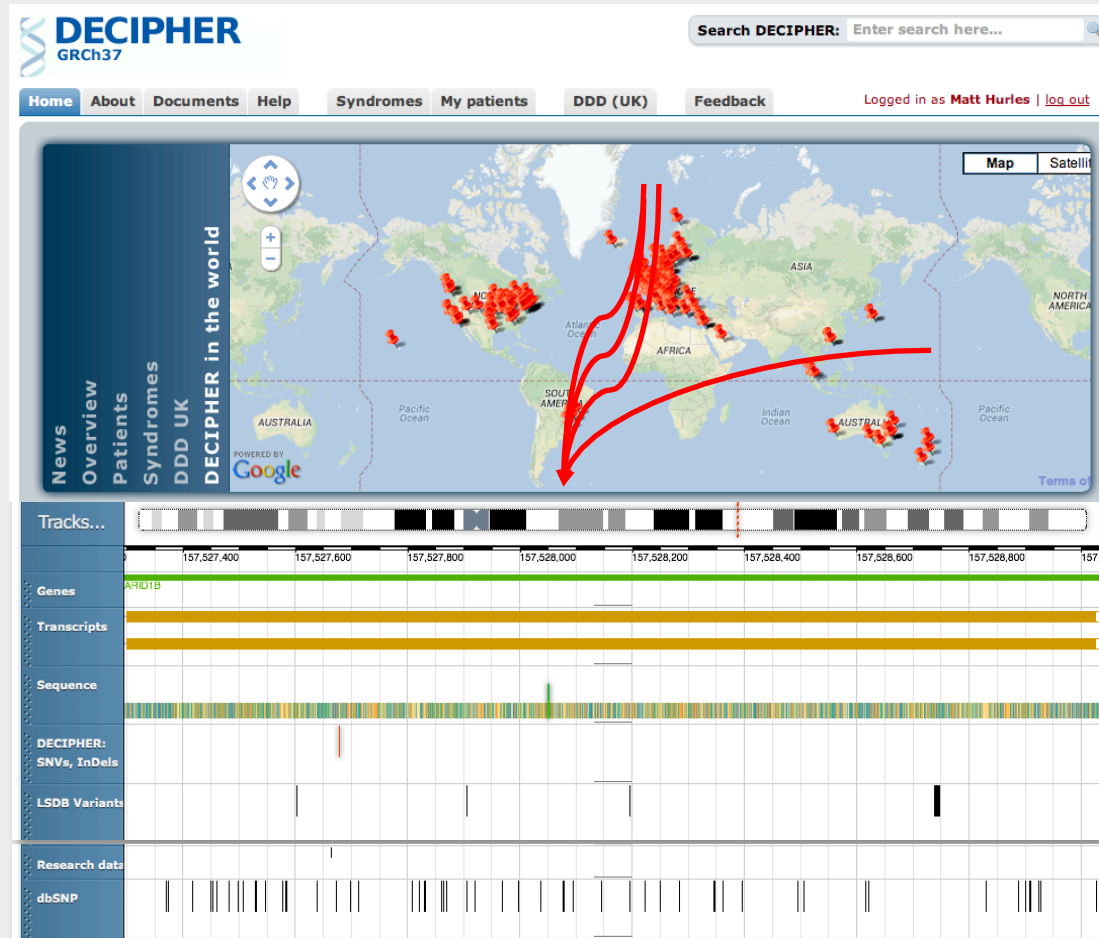 DECIPHER
GRCh37
Search DECIPHER: Enter search here...
Home About Documents Help Syndromes My patients DDD (UK) Feedback Logged in as Matt Hurles | log out
News
Overview
Patients
Syndromes
DDD UK
DECIPHER in the world
Map Satellit
ASIA
NORTH
AMERICA
Atlantic
Ocean
AFRICA
SOUTH
AMERICA
Pacific
Ocean
Indian
Ocean
Pacific
Ocean
AUSTRALIA
AUSTRALIA
POWERED BY
Google
Terms of
Tracks...
157,527,400 157,527,600 157,527,800 157,528,000 157,528,200 157,528,400 157,528,600 157,528,800 157
Genes
ARID1B
Transcripts
Sequence
DECIPHER:
SNVs, InDels
LSDB Variants
Research data
dbSNP